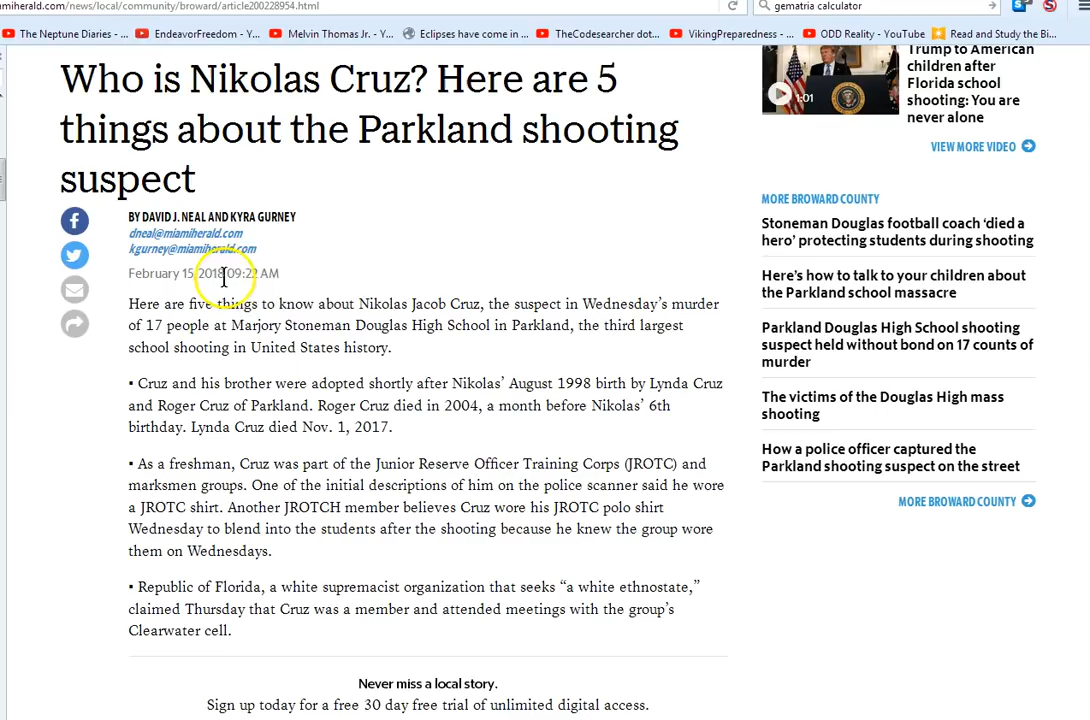 amiherald.com/news/local/community/broward/article200228954.html
gematria calculator
The Neptune Diaries - ... EndeavorFreedom - Y... Melvin Thomas Jr. - Y... Eclipses have come in ... TheCodesearcher dot... VikingPreparedness - ... ODD Reality - YouTube Read and Study the Bi...
Who is Nikolas Cruz? Here are 5
things about the Parkland shooting
suspect
BY DAVID J. NEAL AND KYRA GURNEY
dneal@miamiherald.com
kgurney@miamiherald.com
February 15, 2018 09:22 AM
Here are five things to know about Nikolas Jacob Cruz, the suspect in Wednesday's murder
of 17 people at Marjory Stoneman Douglas High School in Parkland, the third largest
school shooting in United States history.
▪ Cruz and his brother were adopted shortly after Nikolas' August 1998 birth by Lynda Cruz
and Roger Cruz of Parkland. Roger Cruz died in 2004, a month before Nikolas' 6th
birthday. Lynda Cruz died Nov. 1, 2017.
▪ As a freshman, Cruz was part of the Junior Reserve Officer Training Corps (JROTC) and
marksmen groups. One of the initial descriptions of him on the police scanner said he wore
a JROTC shirt. Another JROTCH member believes Cruz wore his JROTC polo shirt
Wednesday to blend into the students after the shooting because he knew the group wore
them on Wednesdays.
▪ Republic of Florida, a white supremacist organization that seeks “a white ethnostate,”
claimed Thursday that Cruz was a member and attended meetings with the group's
Clearwater cell.
Never miss a local story.
Sign up today for a free 30 day free trial of unlimited digital access.
1:01
Trump to American
children after
Florida school
shooting: You are
never alone
VIEW MORE VIDEO
MORE BROWARD COUNTY
Stoneman Douglas football coach ‘died a
hero’ protecting students during shooting
Here’s how to talk to your children about
the Parkland school massacre
Parkland Douglas High School shooting
suspect held without bond on 17 counts of
murder
The victims of the Douglas High mass
shooting
How a police officer captured the
Parkland shooting suspect on the street
MORE BROWARD COUNTY